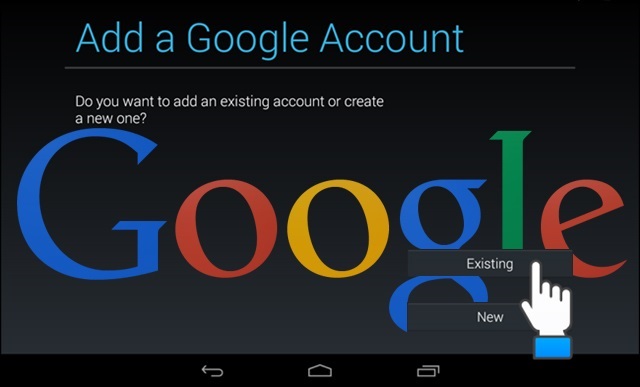 Add a Google Account
Do you want to add an existing account or create
a new one?
Google
Existing
New